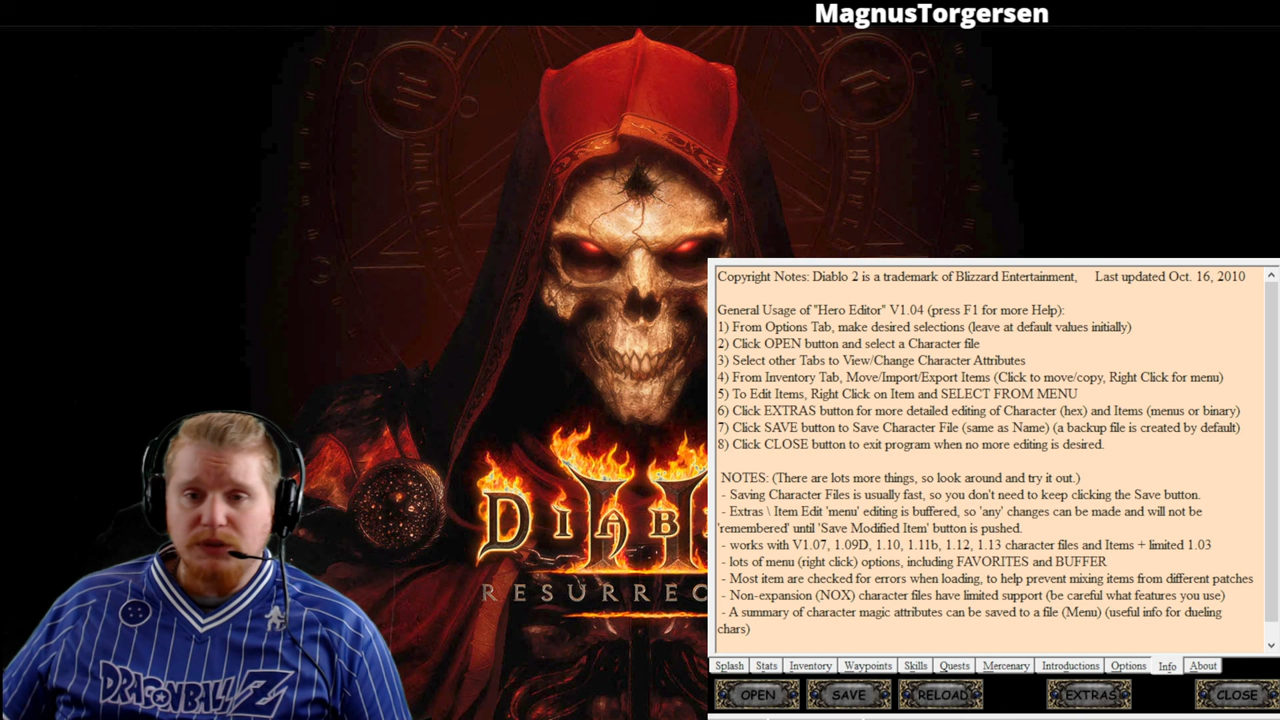 MagnusTorgersen
Copyright Notes: Diablo 2 is a trademark of Blizzard Entertainment, Last updated Oct. 16, 2010
General Usage of "Hero Editor" V1.04 (press F1 for more Help):
1) From Options Tab, make desired selections (leave at default values initially)
2) Click OPEN button and select a Character file
3) Select other Tabs to View/Change Character Attributes
4) From Inventory Tab, Move/Import/Export Items (Click to move/copy, Right Click for menu)
5) To Edit Items, Right Click on Item and SELECT FROM MENU
6) Click EXTRAS button for more detailed editing of Character (hex) and Items (menus or binary)
7) Click SAVE button to Save Character File (same as Name) (a backup file is created by default)
8) Click CLOSE button to exit program when no more editing is desired.
NOTES: (There are lots more things, so look around and try it out.)
- Saving Character Files is usually fast, so you don't need to keep clicking the Save button.
- Extras \ Item Edit 'menu' editing is buffered, so 'any' changes can be made and will not be
'remembered' until 'Save Modified Item' button is pushed.
- works with V1.07, 1.09D, 1.10, 1.11b, 1.12, 1.13 character files and Items + limited 1.03
- lots of menu (right click) options, including FAVORITES and BUFFER
- Most item are checked for errors when loading, to help prevent mixing items from different patches
- Non-expansion (NOX) character files have limited support (be careful what features you use)
- A summary of character magic attributes can be saved to a file (Menu) (useful info for dueling
chars)
Splash Stats Inventory Waypoints Skills Quests Mercenary Introductions Options Info About
OPEN SAVE RELOAD EXTRAS CLOSE
DIAB
II
RESURREC
DRAGONBALL Z